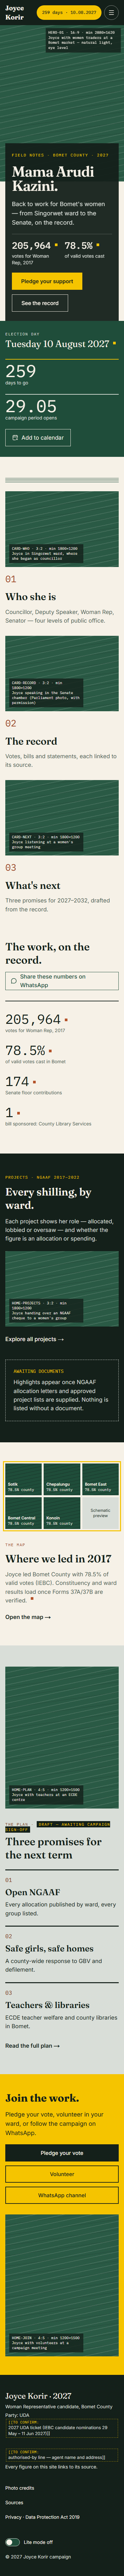 Joyce
Korir
259 days · 10.08.2027
HERO-01 · 16:9 · min 2400×1350
Joyce with women traders at a
Bomet market — natural light,
eye level
FIELD NOTES · BOMET COUNTY · 2027
Mama Arudi
Kazini.
Back to work for Bomet's women
— from Singorwet ward to the
Senate, on the record.
205,964
votes for Woman
Rep, 2017
78.5%
of valid votes cast
Pledge your support
See the record
ELECTION DAY
Tuesday 10 August 2027
259
days to go
29.05
campaign period opens
Add to calendar
CARD-WHO · 3:2 · min 1800×1200
Joyce in Singorwet ward, where
she began as councillor
01
Who she is
Councillor, Deputy Speaker, Woman Rep,
Senator — four levels of public office.
CARD-RECORD · 3:2 · min
1800×1200
Joyce speaking in the Senate
chamber (Parliament photo, with
permission)
02
The record
Votes, bills and statements, each linked to
its source.
CARD-NEXT · 3:2 · min 1800×1200
Joyce listening at a women's
group meeting
03
What's next
Three promises for 2027–2032, drafted
from the record.
The work, on the
record.
Share these numbers on
WhatsApp
205,964
votes for Woman Rep, 2017
78.5%
of valid votes cast in Bomet
174
Senate floor contributions
1
bill sponsored: County Library Services
PROJECTS · NGAAF 2017–2022
Every shilling, by
ward.
Each project shows her role — allocated,
lobbied or oversaw — and whether the
figure is an allocation or spending.
HOME-PROJECTS · 3:2 · min
1800×1200
Joyce handing over an NGAAF
cheque to a women's group
Explore all projects →
AWAITING DOCUMENTS
Highlights appear once NGAAF
allocation letters and approved
project lists are supplied. Nothing is
listed without a document.
Sotik
78.5% county
Chepalungu
78.5% county
Bomet East
78.5% county
Bomet Central
78.5% county
Konoin
78.5% county
Schematic
preview
THE MAP
Where we led in 2017
Joyce led Bomet County with 78.5% of
valid votes (IEBC). Constituency and ward
results load once Forms 37A/37B are
verified.
Open the map →
HOME-PLAN · 4:5 · min 1200×1500
Joyce with teachers at an ECDE
centre
THE PLAN · DRAFT — AWAITING CAMPAIGN
SIGN-OFF
Three promises for
the next term
01
Open NGAAF
Every allocation published by ward, every
group listed.
02
Safe girls, safe homes
A county-wide response to GBV and
defilement.
03
Teachers & libraries
ECDE teacher welfare and county libraries
in Bomet.
Read the full plan →
Join the work.
Pledge your vote, volunteer in your
ward, or follow the campaign on
WhatsApp.
Pledge your vote
Volunteer
WhatsApp channel
HOME-JOIN · 4:5 · min 1200×1500
Joyce with volunteers at a
campaign meeting
Joyce Korir · 2027
Woman Representative candidate, Bomet County
Party: UDA
[[TO CONFIRM:
2027 UDA ticket (IEBC candidate nominations 29
May – 11 Jun 2027)]]
[[TO CONFIRM:
authorised-by line — agent name and address]]
Every figure on this site links to its source.
Photo credits
Sources
Privacy · Data Protection Act 2019
Lite mode off
© 2027 Joyce Korir campaign